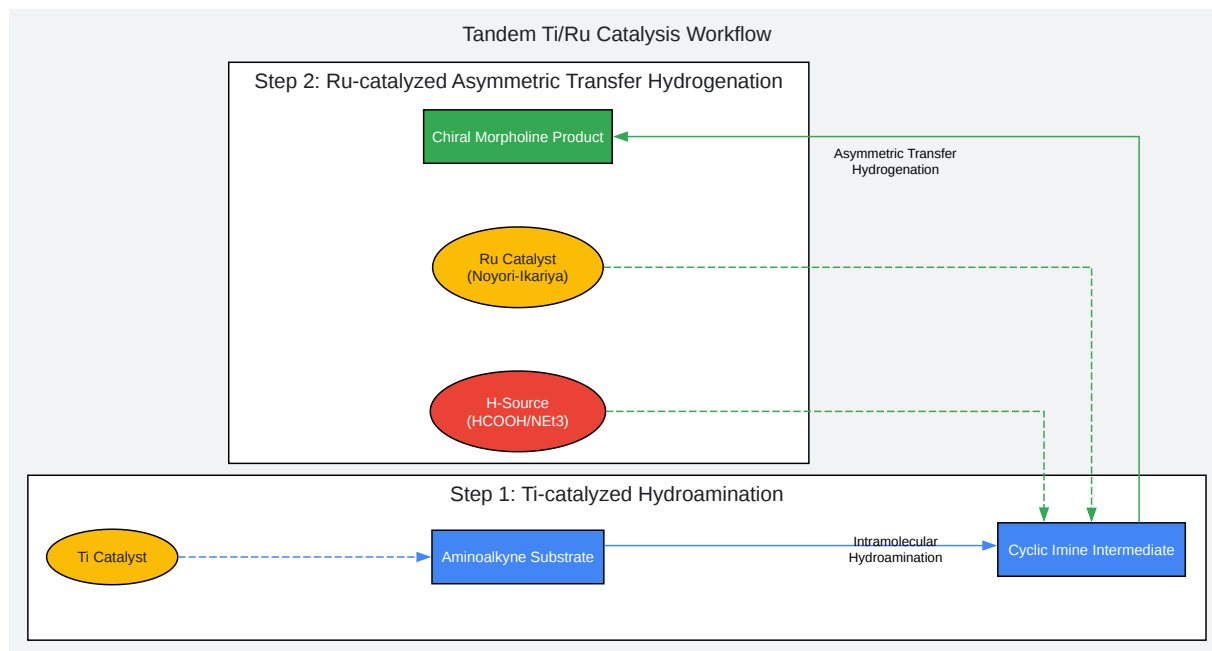 Tandem Ti/Ru Catalysis Workflow
Step 2: Ru-catalyzed Asymmetric Transfer Hydrogenation
Chiral Morpholine Product
Asymmetric Transfer
Hydrogenation
Ru Catalyst
(Noyori-Ikariya)
H-Source
(HCOOH/NEt3)
Step 1: Ti-catalyzed Hydroamination
Ti Catalyst
Aminoalkyne Substrate
Intramolecular
Hydroamination
Cyclic Imine Intermediate